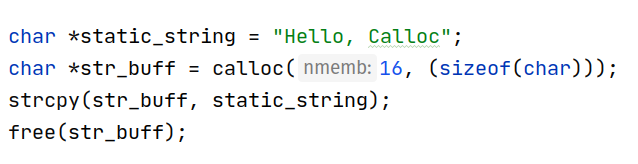 char *static_string = "Hello, Calloc";
char *str_buff = calloc( nmemb: 16, (sizeof(char)));
strcpy(str_buff, static_string);
free(str_buff);